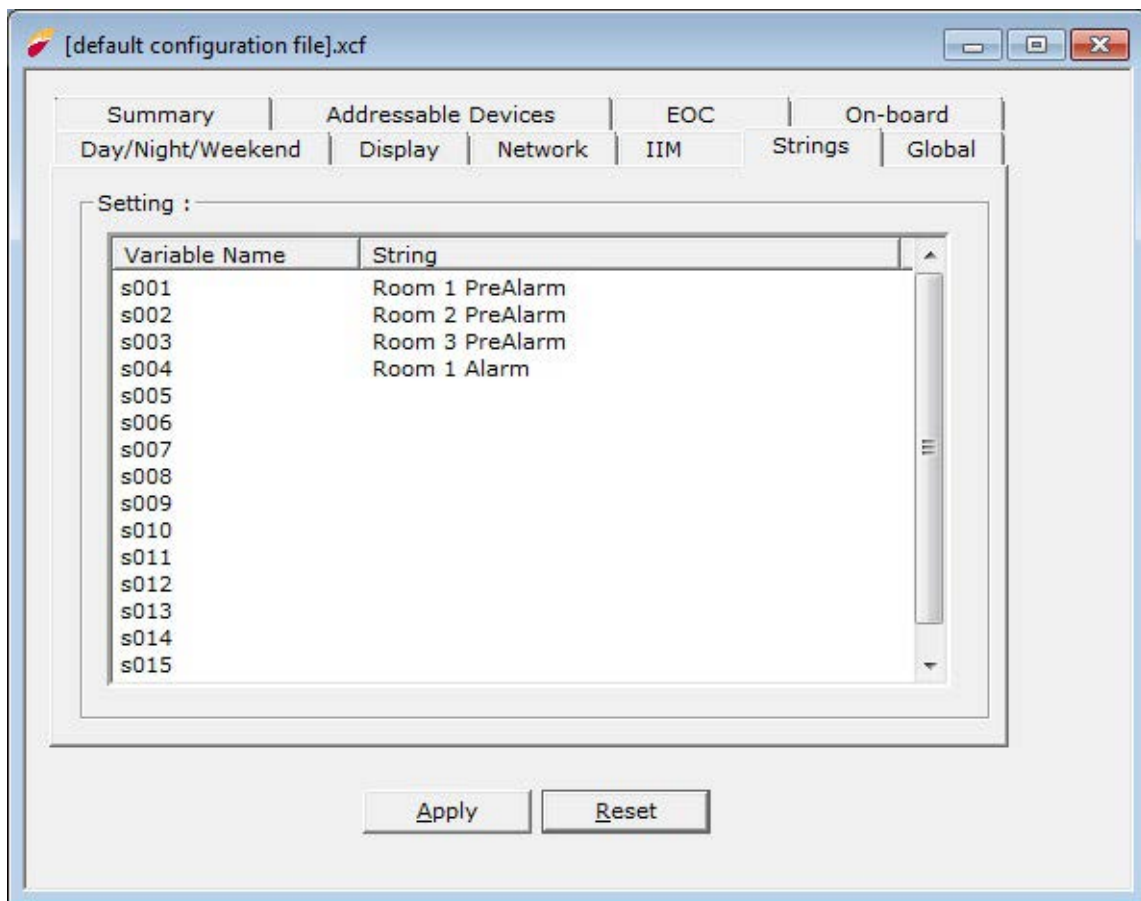 [default configuration file].xcf
Summary Addressable Devices EOC On-board
Day/Night/Weekend Display Network IIM Strings Global
Setting :
Variable Name String
s001 Room 1 PreAlarm
s002 Room 2 PreAlarm
s003 Room 3 PreAlarm
s004 Room 1 Alarm
s005
s006
s007
s008
s009
s010
s011
s012
s013
s014
s015
Apply Reset